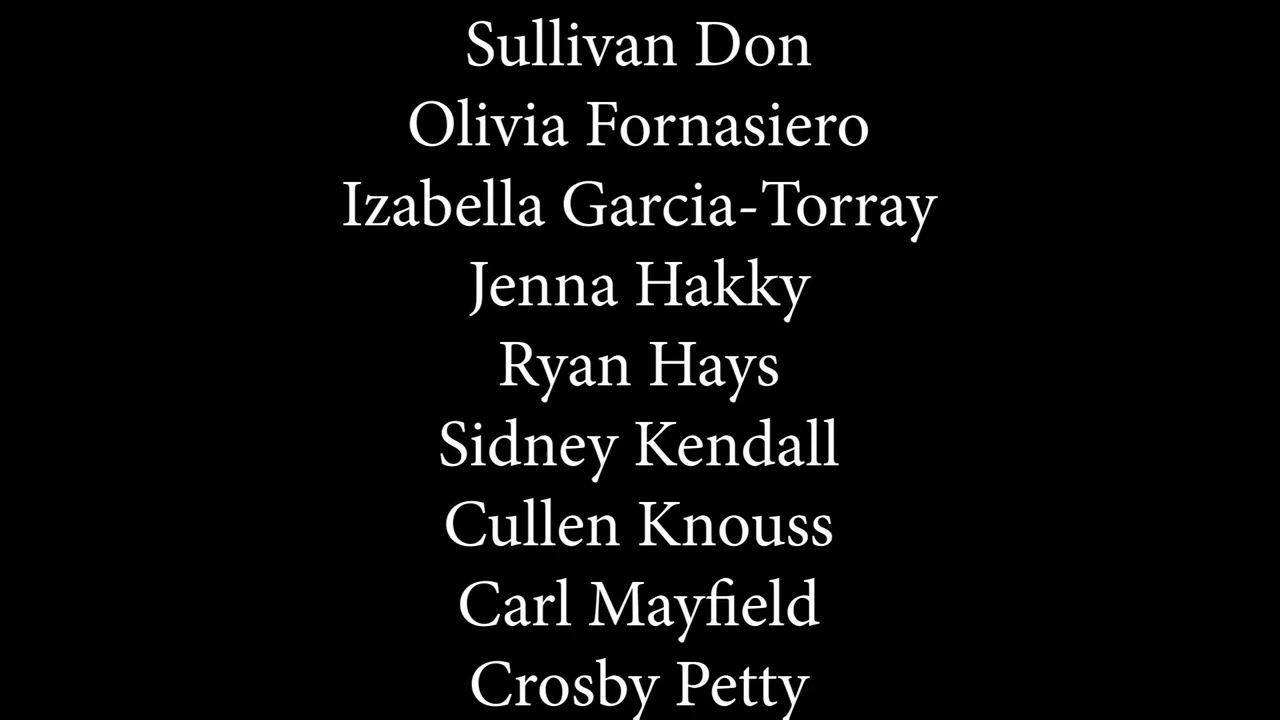 Sullivan Don
Olivia Fornasiero
Izabella Garcia-Torray
Jenna Hakky
Ryan Hays
Sidney Kendall
Cullen Knouss
Carl Mayfield
Crosby Petty